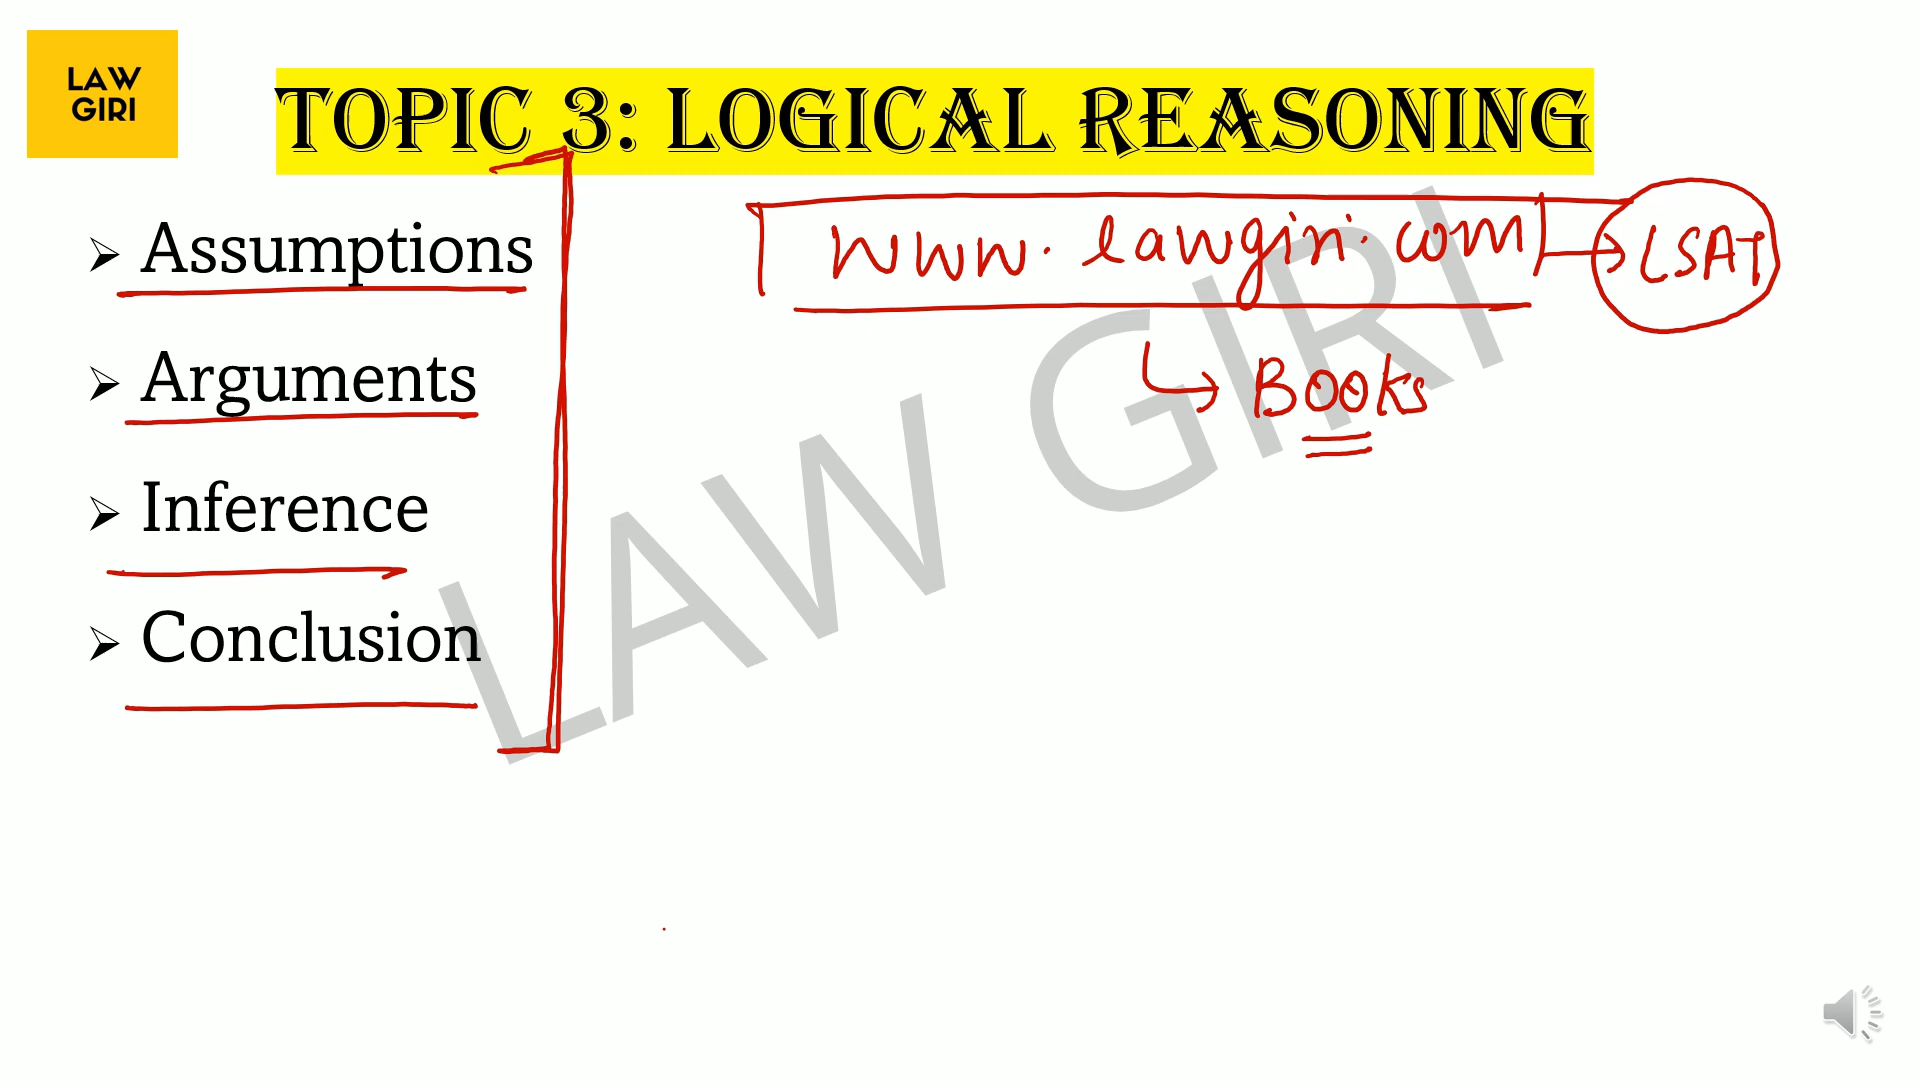 LAW
GIRI
TOPIC 3: LOGICAL REASONING
Assumptions
Arguments
Inference
Conclusion
www.lawgiri.com
LSAT
Books
LAW GIRI